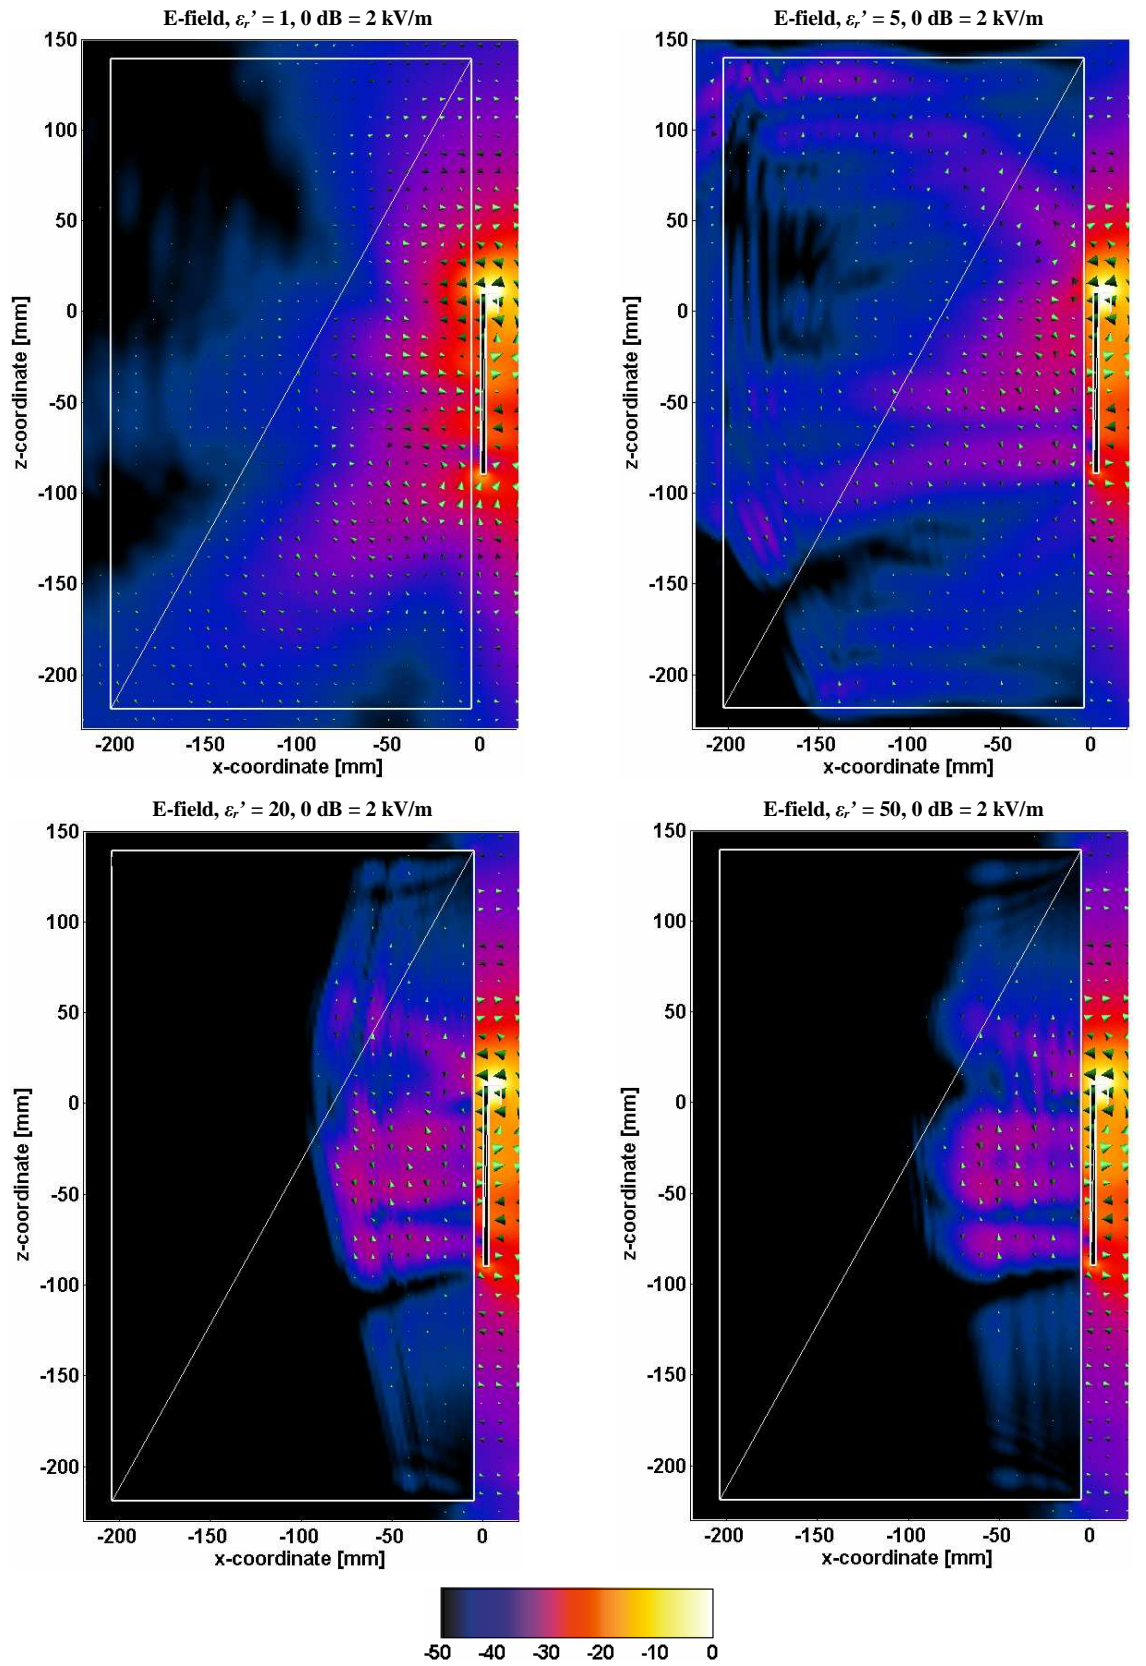 E-field, εr’ = 1, 0 dB = 2 kV/m
150
100
50
0
-50
-100
-150
-200
z-coordinate [mm]
-200 -150 -100 -50 0
x-coordinate [mm]
E-field, εr’ = 5, 0 dB = 2 kV/m
150
100
50
0
-50
-100
-150
-200
z-coordinate [mm]
-200 -150 -100 -50 0
x-coordinate [mm]
E-field, εr’ = 20, 0 dB = 2 kV/m
150
100
50
0
-50
-100
-150
-200
z-coordinate [mm]
-200 -150 -100 -50 0
x-coordinate [mm]
E-field, εr’ = 50, 0 dB = 2 kV/m
150
100
50
0
-50
-100
-150
-200
z-coordinate [mm]
-200 -150 -100 -50 0
x-coordinate [mm]
-50 -40 -30 -20 -10 0